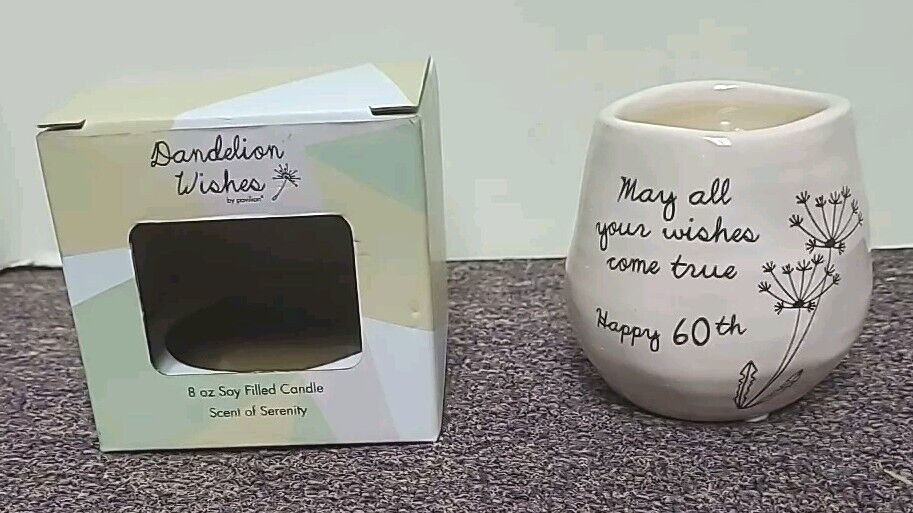 Dandelion
Wishes
by pavilion®
8 oz Soy Filled Candle
Scent of Serenity
May all
your wishes
come true
Happy 60th